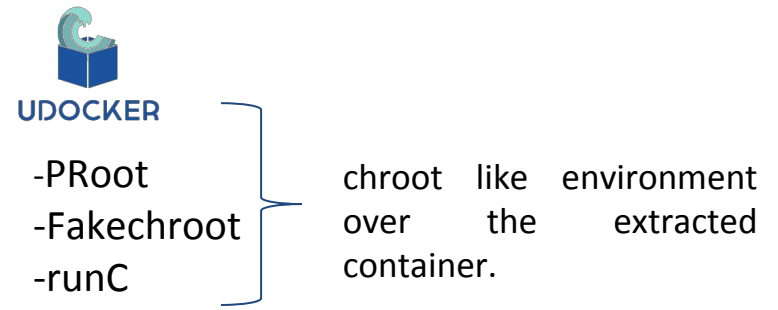 UDOCKER
-PRoot
-Fakechroot
-runC
chroot like environment
over the extracted
container.